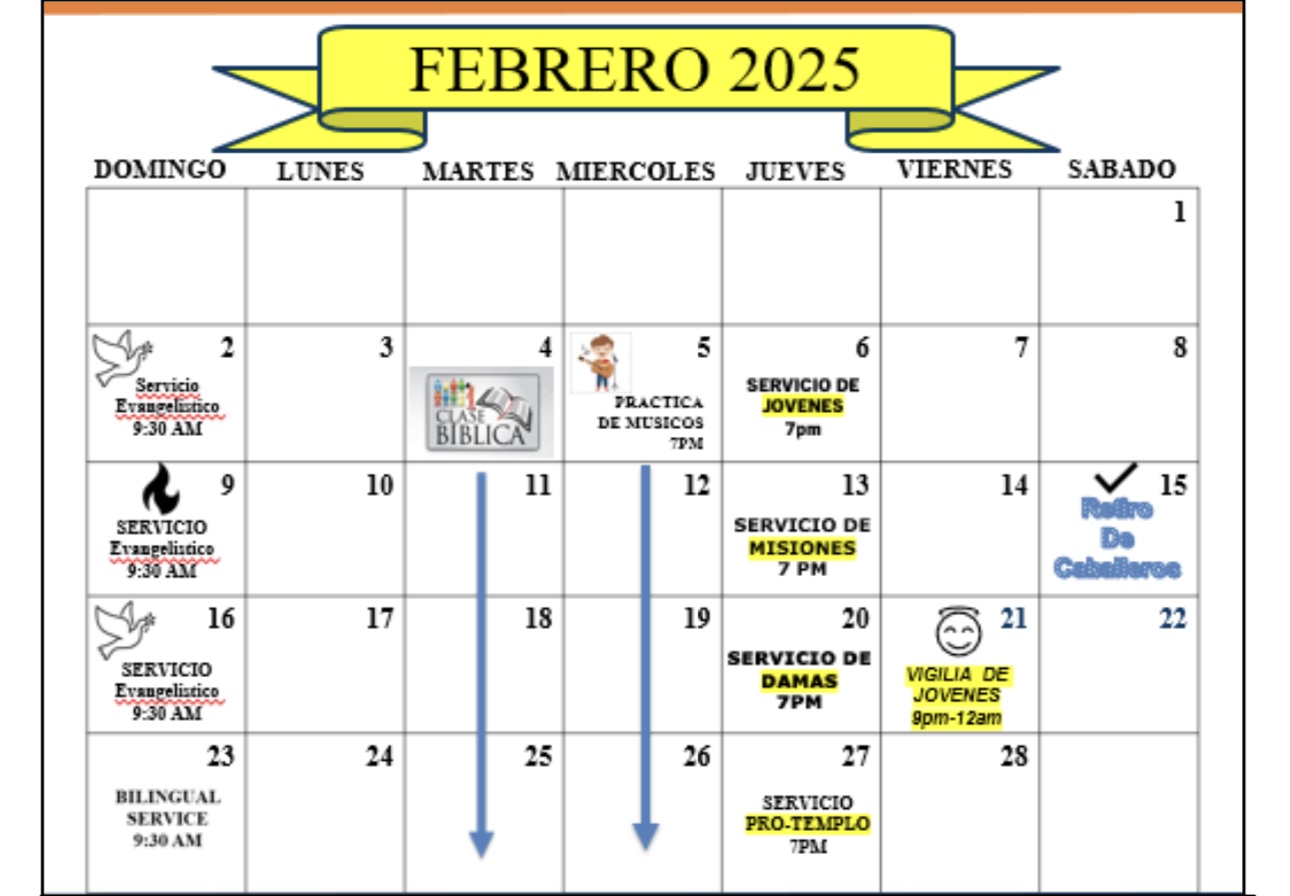 FEBRERO 2025
DOMINGO LUNES MARTES MIERCOLES JUEVES VIERNES SABADO
1
2
Servicio
Evangelistico
9:30 AM
3
4
CLASE
BÍBLICA
5
PRACTICA
DE MUSICOS
7PM
6
SERVICIO DE
JOVENES
7pm
7
8
9
SERVICIO
Evangelistico
9:30 AM
10
11
12
13
SERVICIO DE
MISIONES
7 PM
14
15
Retiro
De
Caballeros
16
SERVICIO
Evangelistico
9:30 AM
17
18
19
20
SERVICIO DE
DAMAS
7PM
21
VIGILIA DE
JOVENES
9pm-12am
22
23
BILINGUAL
SERVICE
9:30 AM
24
25
26
27
SERVICIO
PRO-TEMPLO
7PM
28